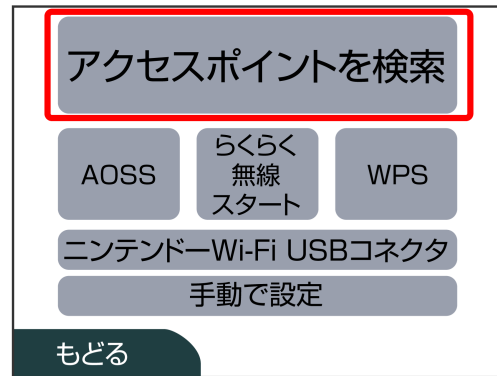 アクセスポイントを検索
AOSS
らくらく
無線
スタート
WPS
ニンテンドーWi-Fi USBコネクタ
手動で設定
もどる